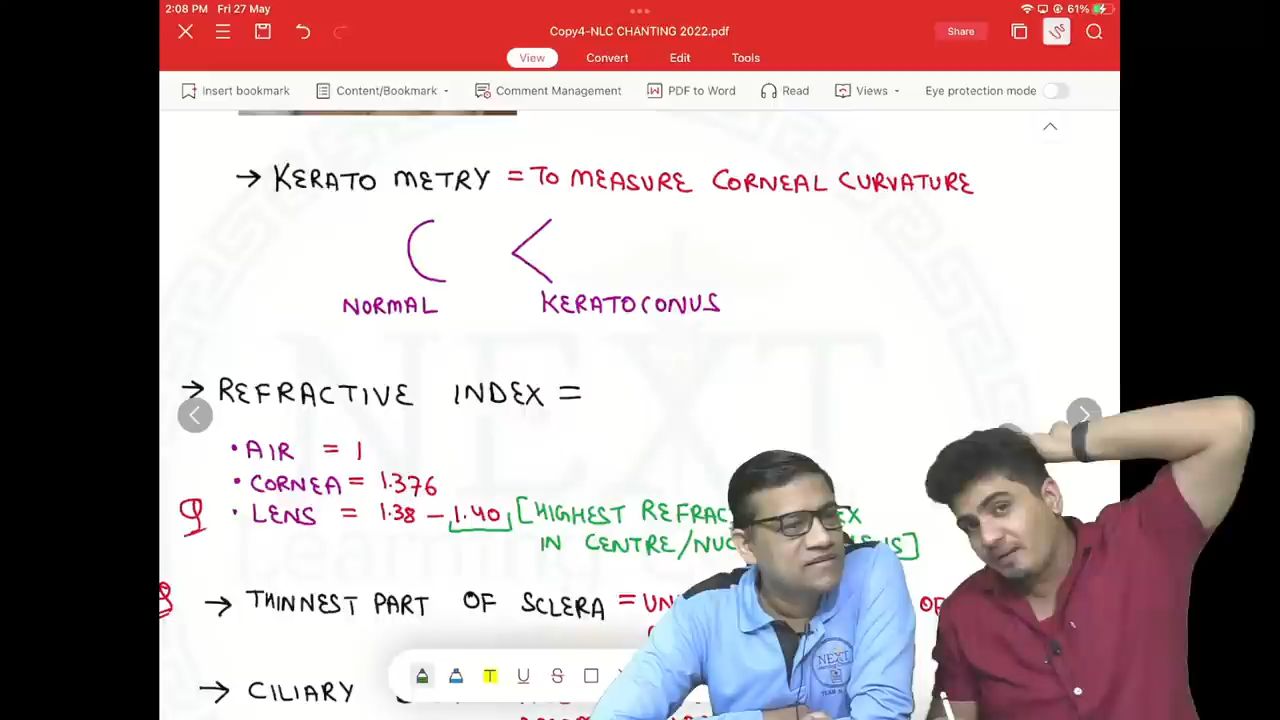 2:08 PM Fri 27 May
61%
Copy4-NLC CHANTING 2022.pdf
Share
View Convert Edit Tools
Insert bookmark Content/Bookmark Comment Management PDF to Word Read Views Eye protection mode
→ KERATO METRY = TO MEASURE CORNEAL CURVATURE
NORMAL KERATOCONUS
→ REFRACTIVE INDEX =
• AIR = 1
• CORNEA = 1.376
• LENS = 1.38 – 1.40 [HIGHEST
IN CENTRE/
→ THINNEST PART OF SCLERA =
→ CILIARY
T U S
NEXT
Learning
NEXT